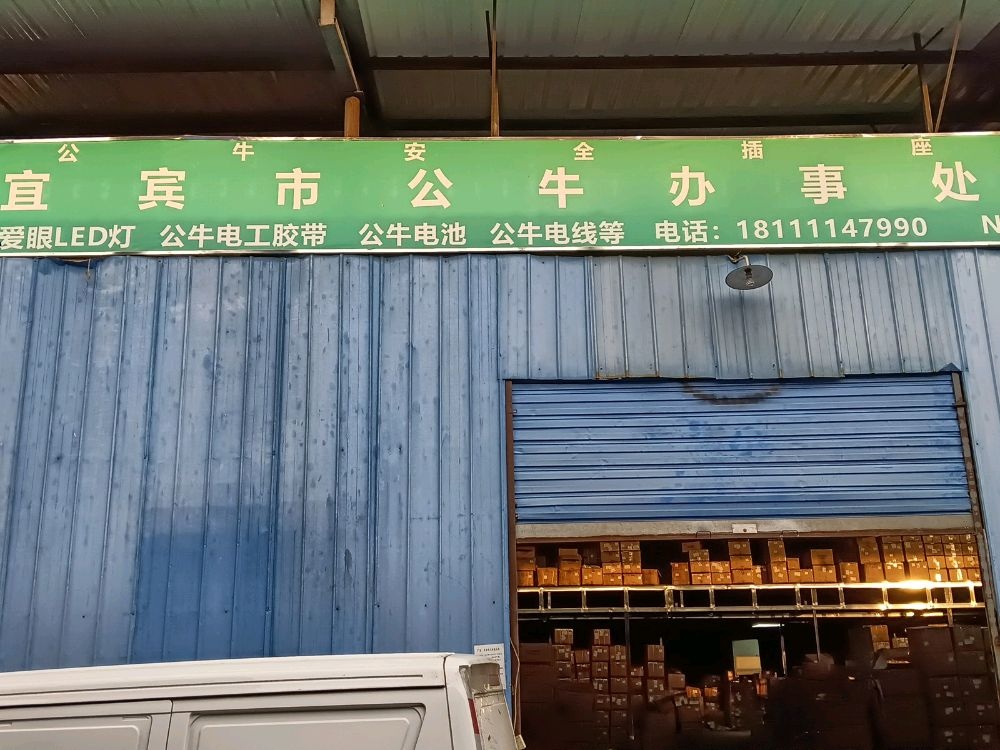 公牛安全插座
宜宾市公牛办事处
爱眼LED灯 公牛电工胶带 公牛电池 公牛电线等 电话：18111147990 N